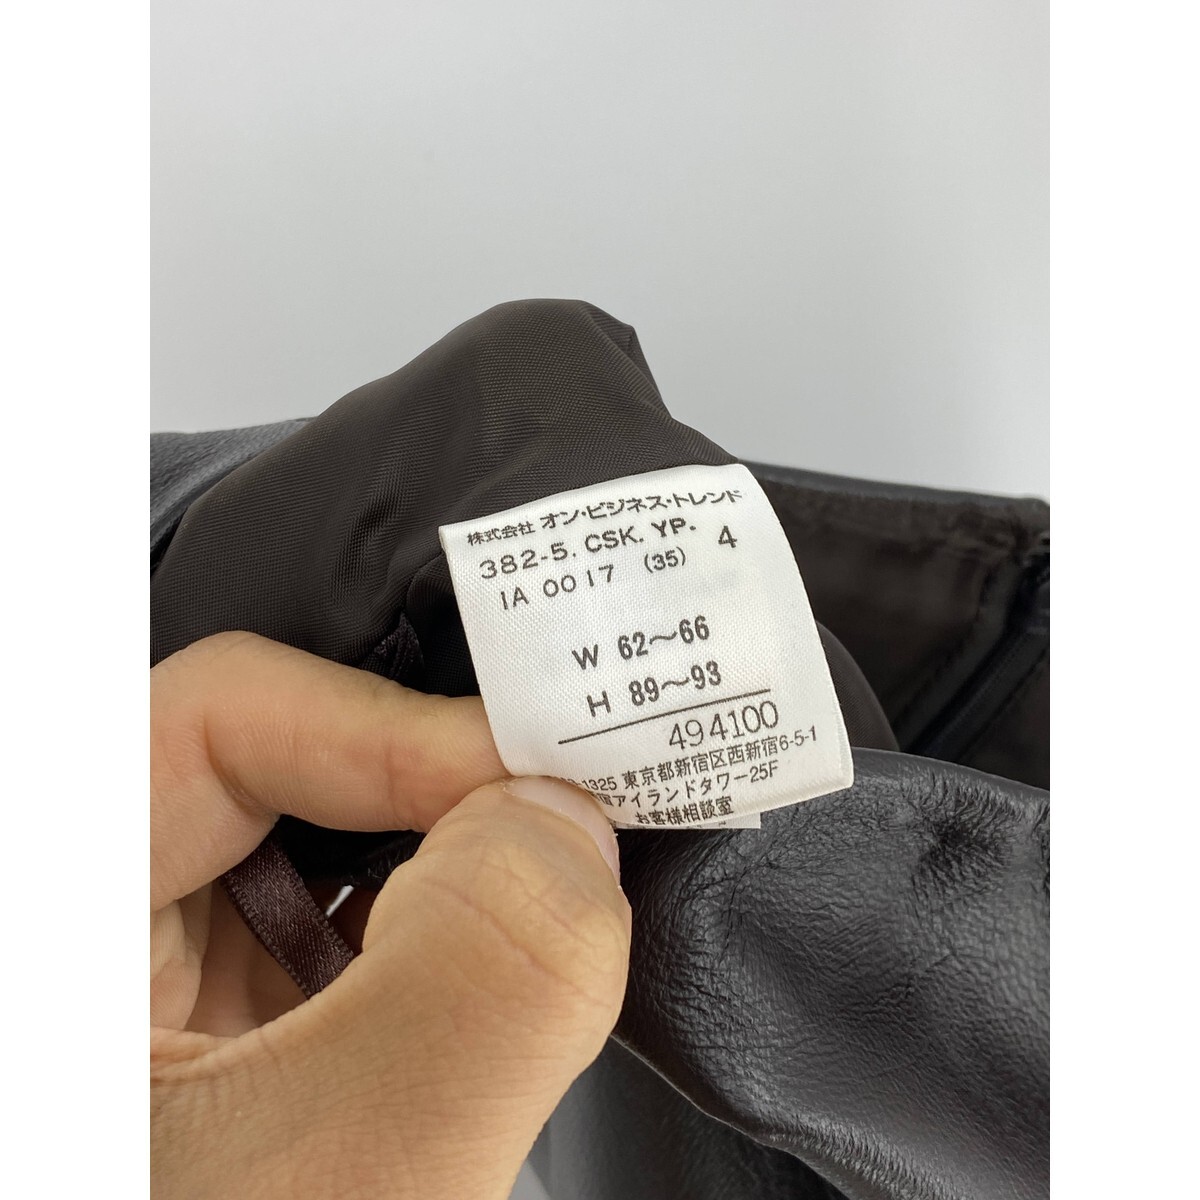 株式会社 オン・ビジネス・トレンド
382-5. CSK. YP. 4
IA 0017 (35)
W 62〜66
H 89〜93
494100
-1325 東京都新宿区西新宿6-5-1
アイランドタワー25F
お客様相談室